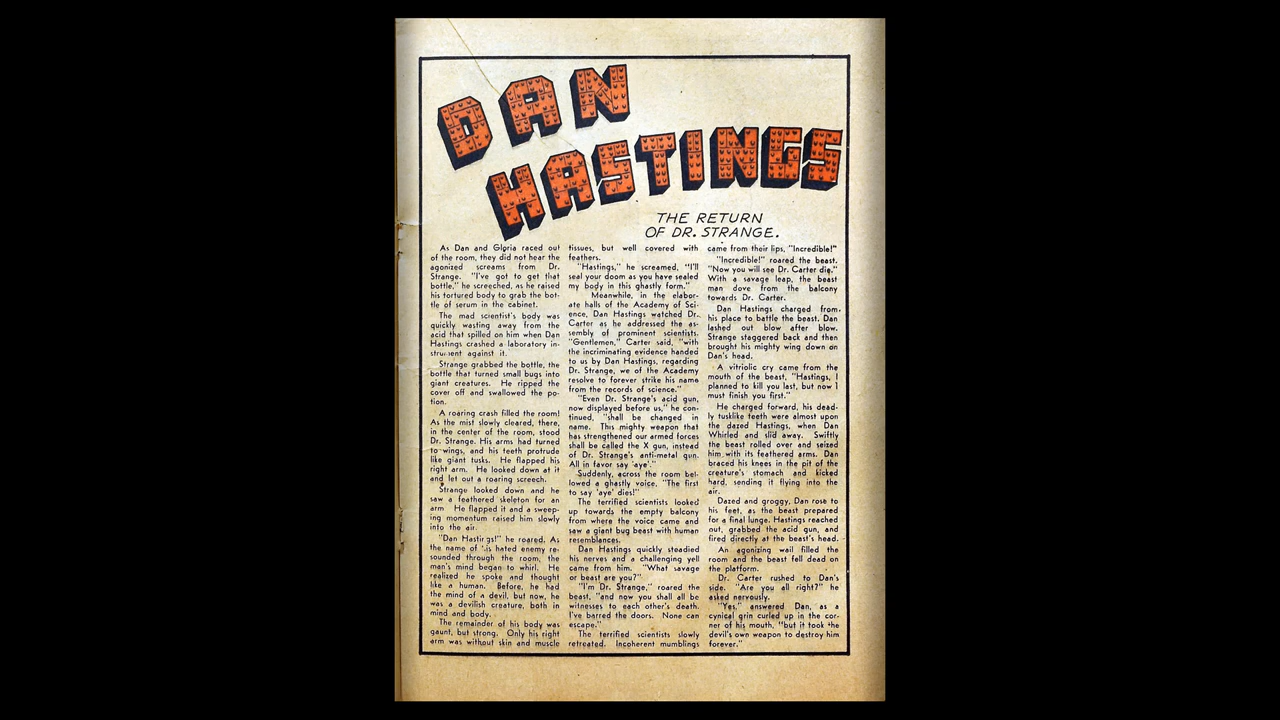 DAN
HASTINGS
THE RETURN
OF DR. STRANGE.
As Dan and Gloria raced out
of the room, they did not hear the
agonized screams from Dr.
Strange. "I've got to get that
bottle," he screeched, as he raised
his tortured body to grab the bot-
tle of serum in the cabinet.
The mad scientist's body was
quickly wasting away from the
acid that spilled on him when Dan
Hastings crashed a laboratory in-
strument against it.
Strange grabbed the bottle, the
bottle that turned small bugs into
giant creatures. He ripped the
cover off and swallowed the po-
tion.
A roaring crash filled the room!
As the mist slowly cleared, there,
in the center of the room, stood
Dr. Strange. His arms had turned
to wings, and his teeth protrude
like giant tusks. He flapped his
right arm. He looked down at it
and let out a roaring screech.
Strange looked down and he
saw a feathered skeleton for an
arm He flapped it and a sweep-
ing momentum raised him slowly
into the air.
"Dan Hastings!" he roared. As
the name of his hated enemy re-
sounded through the room, the
man's mind began to whirl. He
realized he spoke and thought
like a human. Before, he had
the mind of a devil, but now, he
was a devilish creature, both in
mind and body.
The remainder of his body was
gaunt, but strong. Only his right
arm was without skin and muscle
tissues, but well covered with
feathers.
"Hastings," he screamed, "I'll
seal your doom as you have sealed
my body in this ghastly form."
Meanwhile, in the elabor-
ate halls of the Academy of Sci-
ence, Dan Hastings watched Dr.
Carter as he addressed the as-
sembly of prominent scientists.
"Gentlemen," Carter said, "with
the incriminating evidence handed
to us by Dan Hastings, regarding
Dr. Strange, we of the Academy
resolve to forever strike his name
from the records of science."
"Even Dr. Strange's acid gun,
now displayed before us," he con-
tinued, "shall be changed in
name. This mighty weapon that
has strengthened our armed forces
shall be called the X gun, instead
of Dr. Strange's anti-metal gun.
All in favor say 'aye'."
Suddenly, across the room bel-
lowed a ghastly voice. "The first
to say 'aye' dies!"
The terrified scientists looked
up towards the empty balcony
from where the voice came and
saw a giant bug beast with human
resemblances.
Dan Hastings quickly steadied
his nerves and a challenging yell
came from him. "What savage
or beast are you?"
"I'm Dr. Strange," roared the
beast, "and now you shall all be
witnesses to each other's death.
I've barred the doors. None can
escape."
The terrified scientists slowly
retreated. Incoherent mumblings
came from their lips, "Incredible!"
"Incredible!" roared the beast.
"Now you will see Dr. Carter die."
With a savage leap, the beast
man dove from the balcony
towards Dr. Carter.
Dan Hastings charged from
his place to battle the beast. Dan
lashed out blow after blow.
Strange staggered back and then
brought his mighty wing down on
Dan's head.
A vitriolic cry came from the
mouth of the beast, "Hastings, I
planned to kill you last, but now I
must finish you first."
He charged forward, his dead-
ly tusklike teeth were almost upon
the dazed Hastings, when Dan
Whirled and slid away. Swiftly
the beast rolled over and seized
him with its feathered arms. Dan
braced his knees in the pit of the
creature's stomach and kicked
hard, sending it flying into the
air.
Dazed and groggy, Dan rose to
his feet, as the beast prepared
for a final lunge. Hastings reached
out, grabbed the acid gun, and
fired directly at the beast's head.
An agonizing wail filled the
room and the beast fell dead on
the platform.
Dr. Carter rushed to Dan's
side. "Are you all right?" he
asked nervously.
"Yes," answered Dan, as a
cynical grin curled up in the cor-
ner of his mouth, "but it took the
devil's own weapon to destroy him
forever."